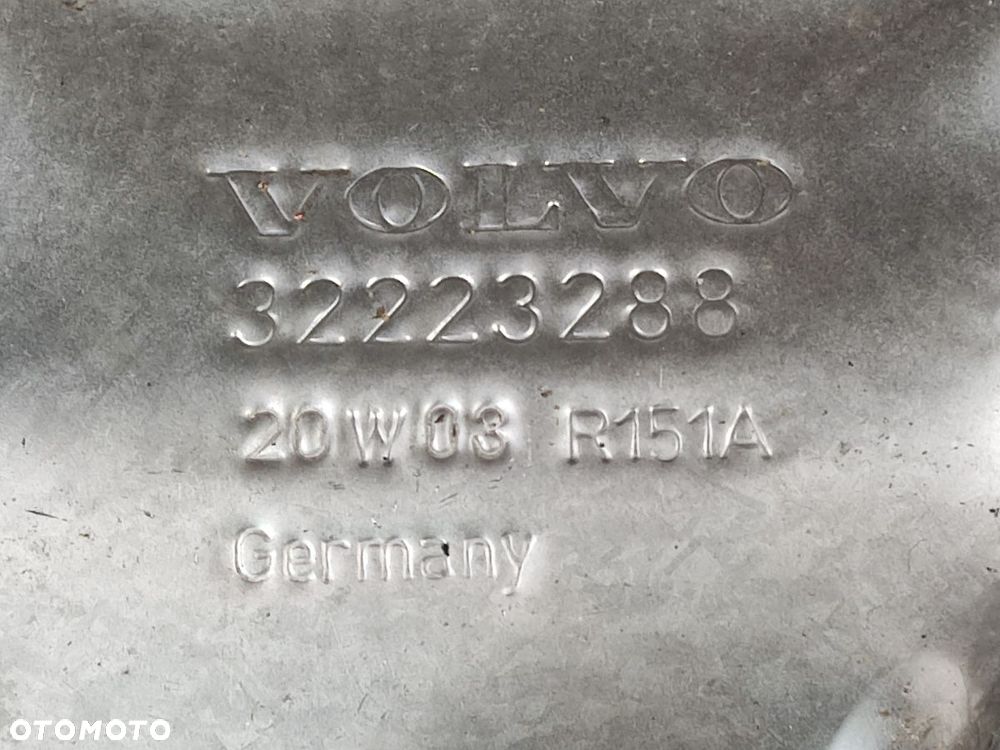 VOLVO
32223288
20W03 R151A
Germany
OTOMOTO